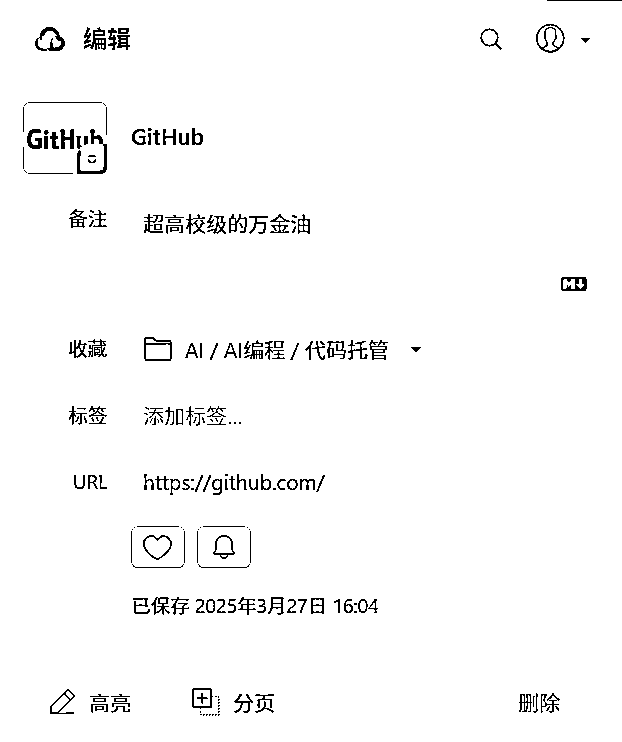 编辑
GitHub
GitHub
备注
超高校级的万金油
M↓
收藏
AI / AI编程 / 代码托管
标签
添加标签...
URL
https://github.com/
已保存 2025年3月27日 16:04
高亮
分页
删除